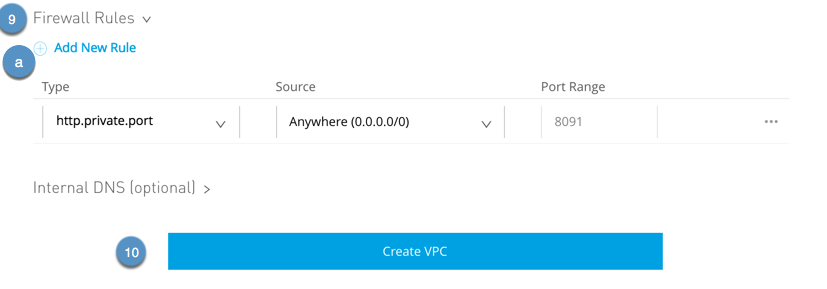 9 Firewall Rules
a Add New Rule
Type Source Port Range
http.private.port Anywhere (0.0.0.0/0) 8091 ...
Internal DNS (optional) >
10 Create VPC